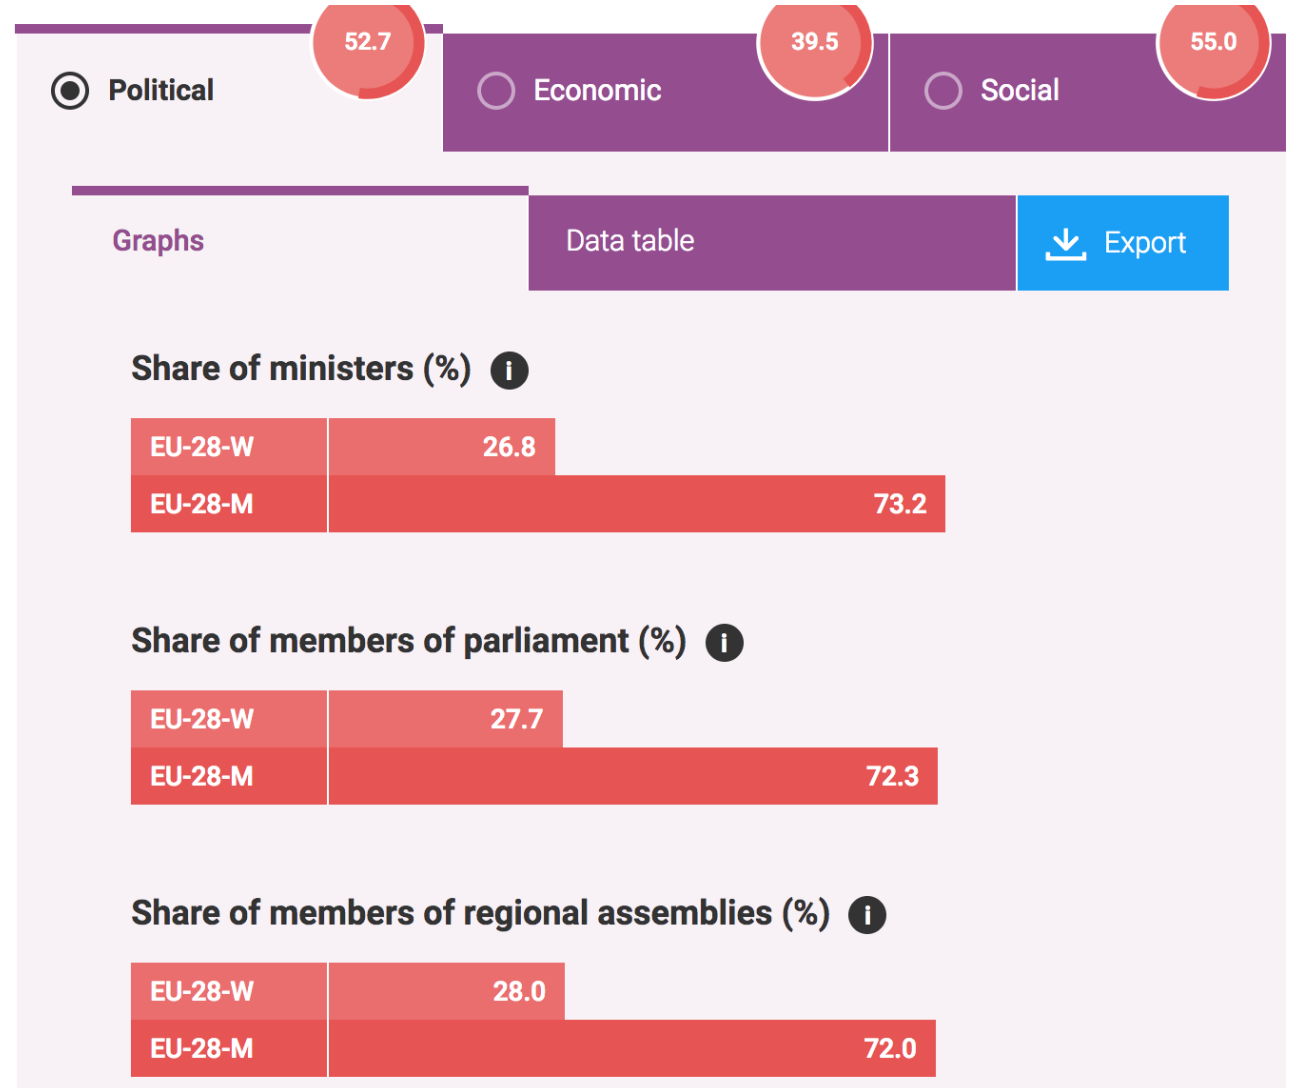 52.7
39.5
55.0
Political
Economic
Social
Graphs
Data table
Export
Share of ministers (%) i
EU-28-W 26.8
EU-28-M 73.2
Share of members of parliament (%) i
EU-28-W 27.7
EU-28-M 72.3
Share of members of regional assemblies (%) i
EU-28-W 28.0
EU-28-M 72.0